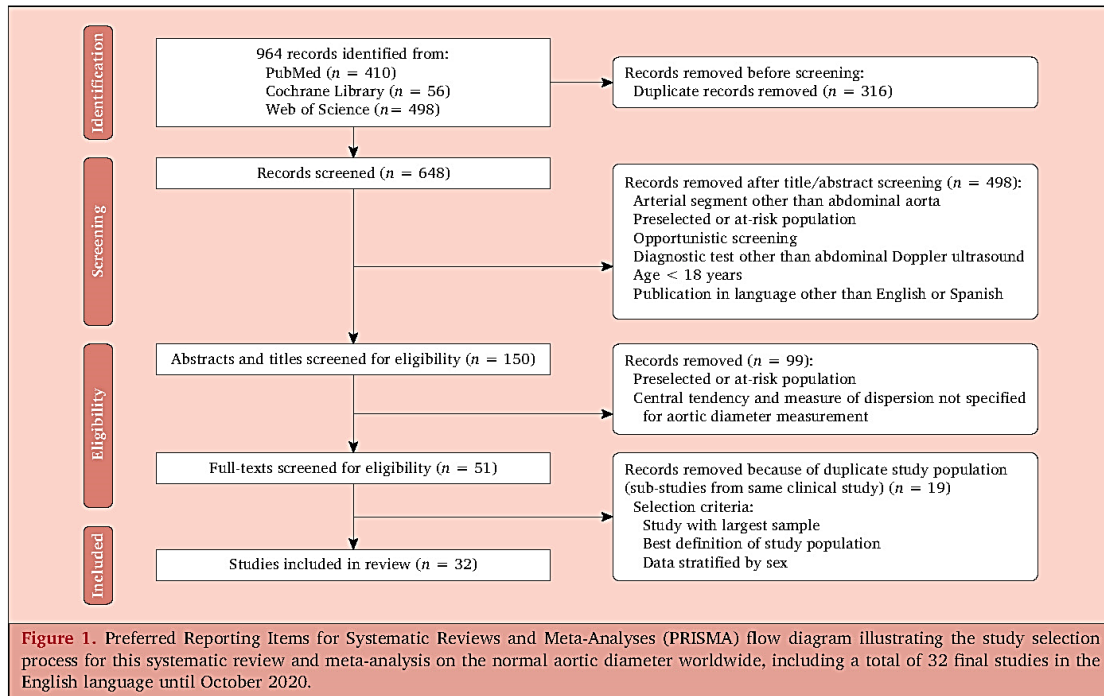 Identification
964 records identified from:
PubMed (n = 410)
Cochrane Library (n = 56)
Web of Science (n= 498)
Records removed before screening:
Duplicate records removed (n = 316)
Screening
Records screened (n = 648)
Records removed after title/abstract screening (n = 498):
Arterial segment other than abdominal aorta
Preselected or at-risk population
Opportunistic screening
Diagnostic test other than abdominal Doppler ultrasound
Age < 18 years
Publication in language other than English or Spanish
Eligibility
Abstracts and titles screened for eligibility (n = 150)
Records removed (n = 99):
Preselected or at-risk population
Central tendency and measure of dispersion not specified
for aortic diameter measurement
Full-texts screened for eligibility (n = 51)
Records removed because of duplicate study population
(sub-studies from same clinical study) (n = 19)
Selection criteria:
Study with largest sample
Best definition of study population
Data stratified by sex
Included
Studies included in review (n = 32)
Figure 1. Preferred Reporting Items for Systematic Reviews and Meta-Analyses (PRISMA) flow diagram illustrating the study selection
process for this systematic review and meta-analysis on the normal aortic diameter worldwide, including a total of 32 final studies in the
English language until October 2020.